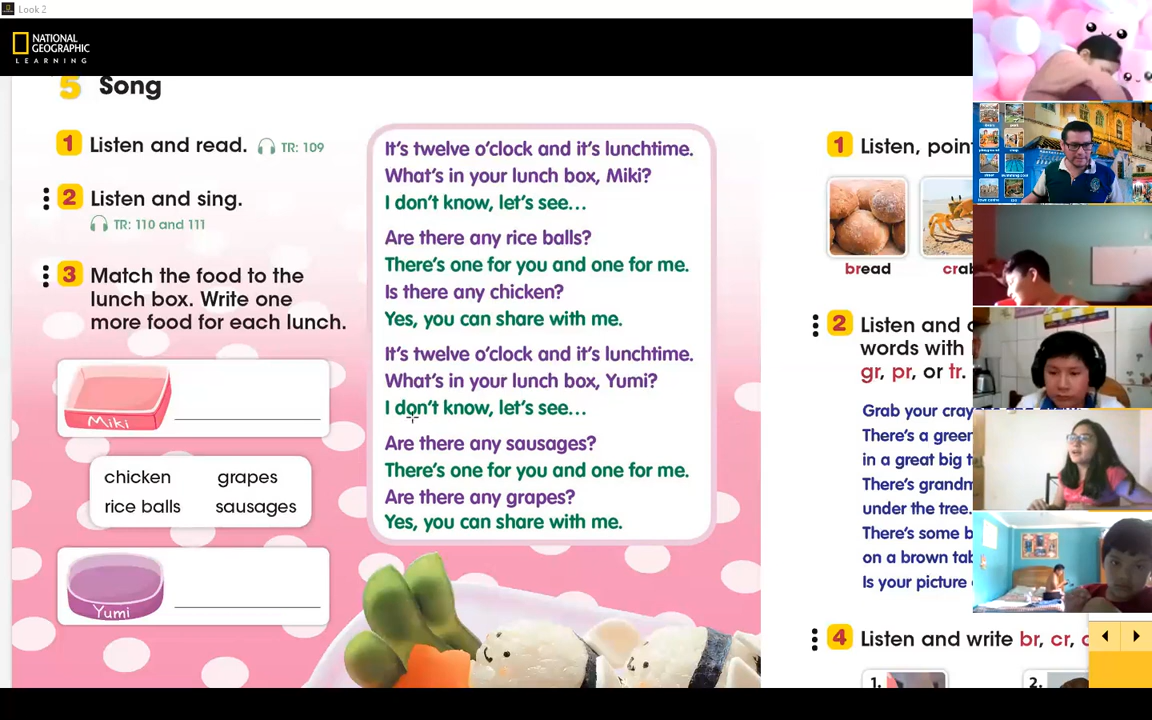 Look 2
NATIONAL
GEOGRAPHIC
LEARNING
5 Song
1 Listen and read. TR: 109
2 Listen and sing.
TR: 110 and 111
3 Match the food to the
lunch box. Write one
more food for each lunch.
Miki
chicken grapes
rice balls sausages
Yumi
It's twelve o'clock and it's lunchtime.
What's in your lunch box, Miki?
I don't know, let's see...
Are there any rice balls?
There's one for you and one for me.
Is there any chicken?
Yes, you can share with me.
It's twelve o'clock and it's lunchtime.
What's in your lunch box, Yumi?
I don't know, let's see...
Are there any sausages?
There's one for you and one for me.
Are there any grapes?
Yes, you can share with me.
1 Listen,
bread
2 Listen and
words with
gr, pr, or tr.
Grab your
There's a green
in a great big
There's
under the tree.
There's some
on a brown
Is your picture
4 Listen and write br, cr,
1. 2.